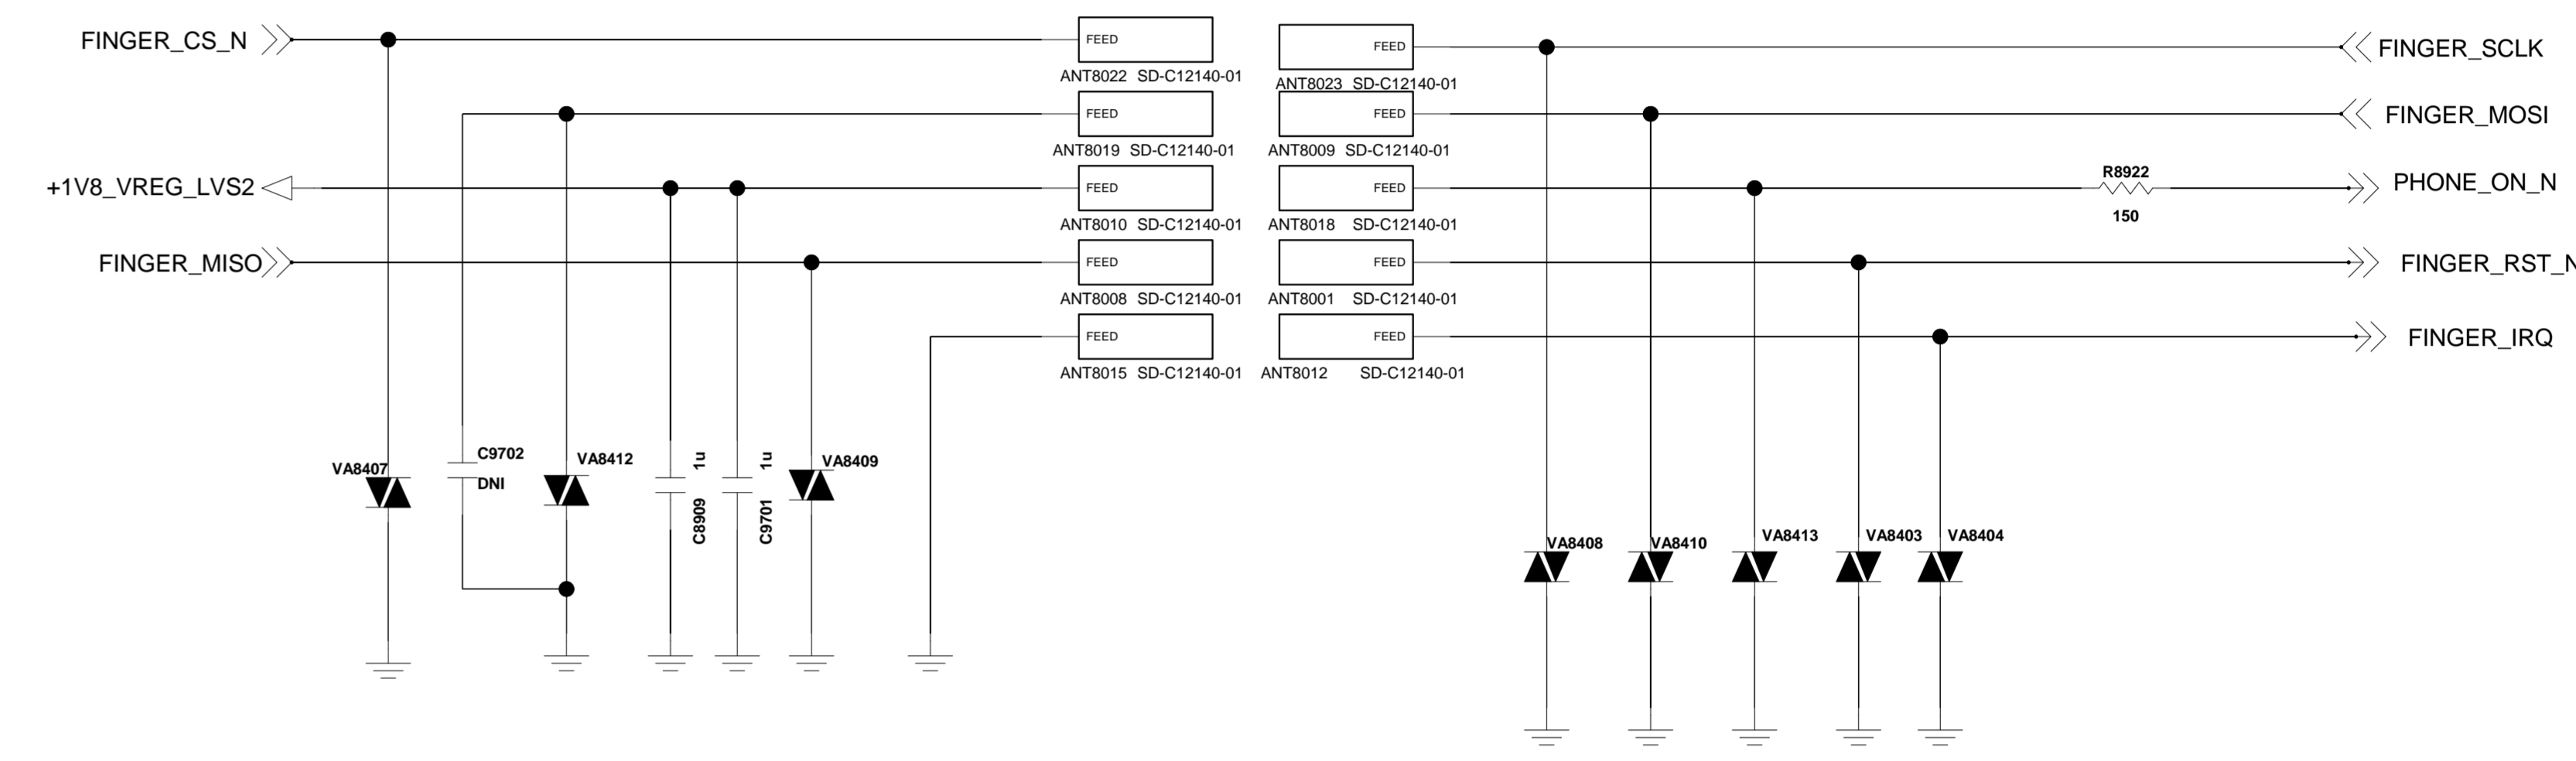 FINGER_CS_N
FEED
FEED
FINGER_SCLK
ANT8022 SD-C12140-01
ANT8023 SD-C12140-01
FEED
FEED
FINGER_MOSI
ANT8019 SD-C12140-01
ANT8009 SD-C12140-01
+1V8_VREG_LVS2
FEED
FEED
R8922
150
PHONE_ON_N
ANT8010 SD-C12140-01
ANT8018 SD-C12140-01
FINGER_MISO
FEED
FEED
FINGER_RST_N
ANT8008 SD-C12140-01
ANT8001 SD-C12140-01
FEED
FEED
FINGER_IRQ
ANT8015 SD-C12140-01
ANT8012 SD-C12140-01
VA8407
C9702
DNI
VA8412
1u
C8909
1u
C9701
VA8409
VA8408
VA8410
VA8413
VA8403
VA8404